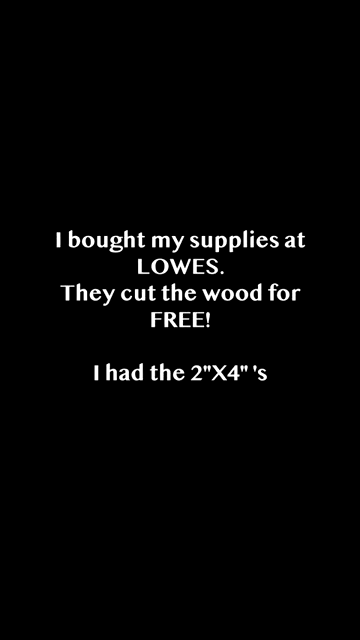 I bought my supplies at
LOWES.
They cut the wood for
FREE!
I had the 2"X4" 's